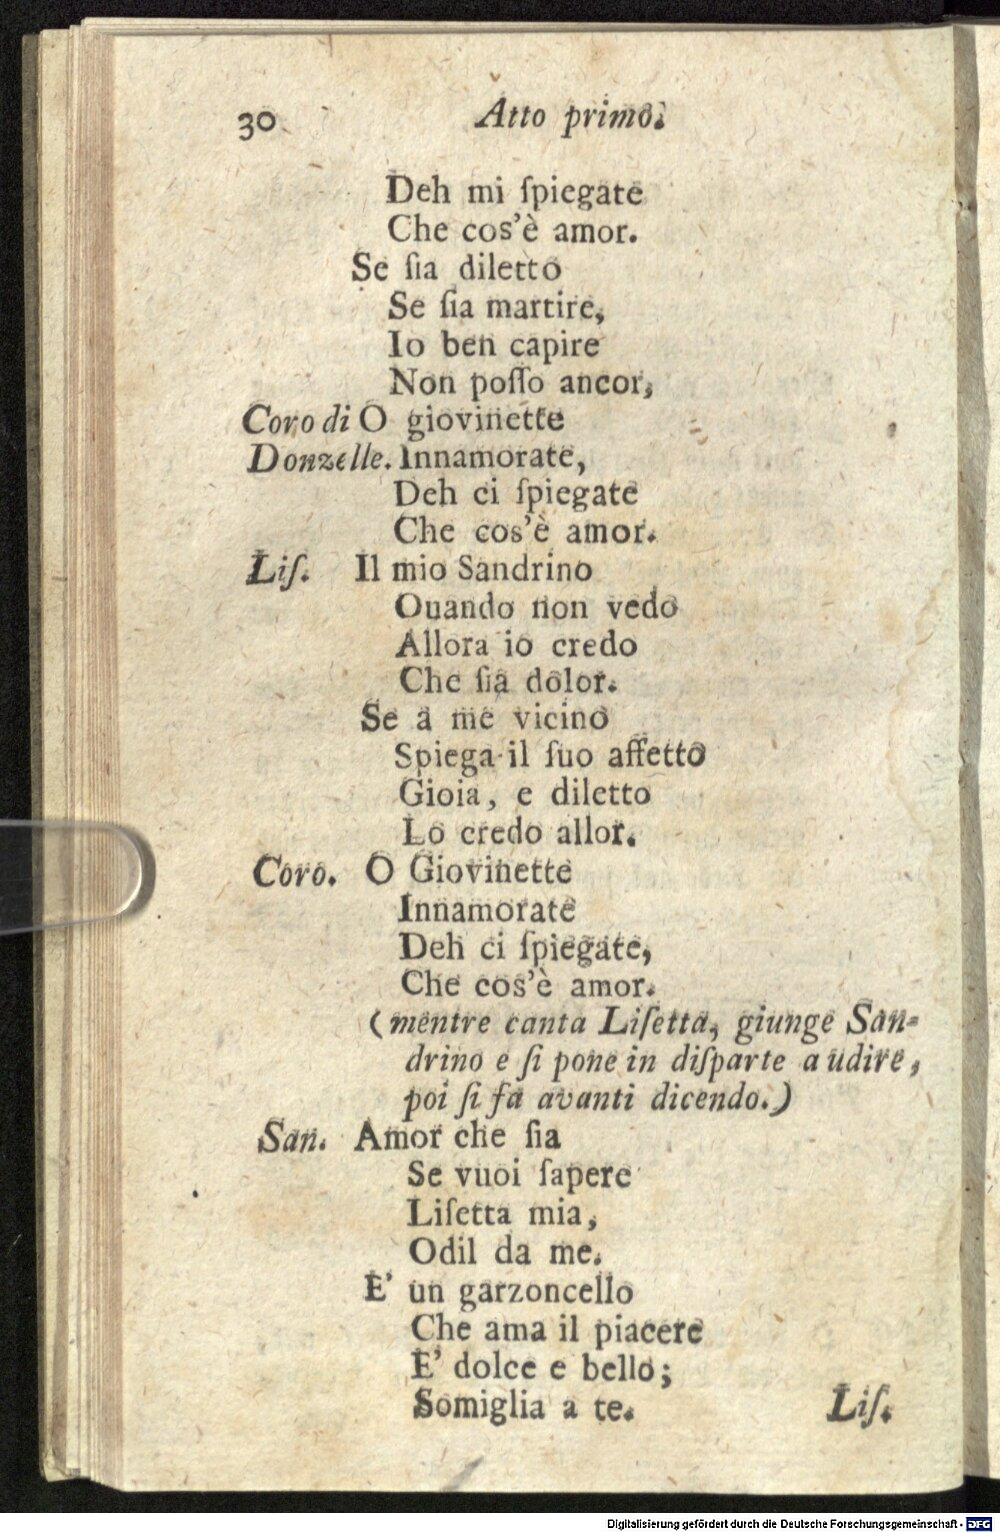 30 Atto primo.
Deh mi ſpiegate
Che cos'è amor.
Se ſia diletto
Se ſia martire,
Io ben capire
Non poſſo ancor,
Coro di O giovinette
Donzelle. Innamorate,
Deh ci ſpiegate
Che cos'è amor.
Liſ. Il mio Sandrino
Ouando non vedo
Allora io credo
Che ſia dolor.
Se a me vicino
Spiega il ſuo affetto
Gioia, e diletto
Lo credo allor.
Coro. O Giovinette
Innamorate
Deh ci ſpiegate,
Che cos'è amor.
(mentre canta Liſetta, giunge San-
drino e ſi pone in diſparte a udire,
poi ſi fa avanti dicendo.)
San. Amor che ſia
Se vuoi ſapere
Liſetta mia,
Odil da me.
E' un garzoncello
Che ama il piacere
E' dolce e bello;
Somiglia a te.
Liſ.
Digitalisierung gefördert durch die Deutsche Forschungsgemeinschaft - DFG